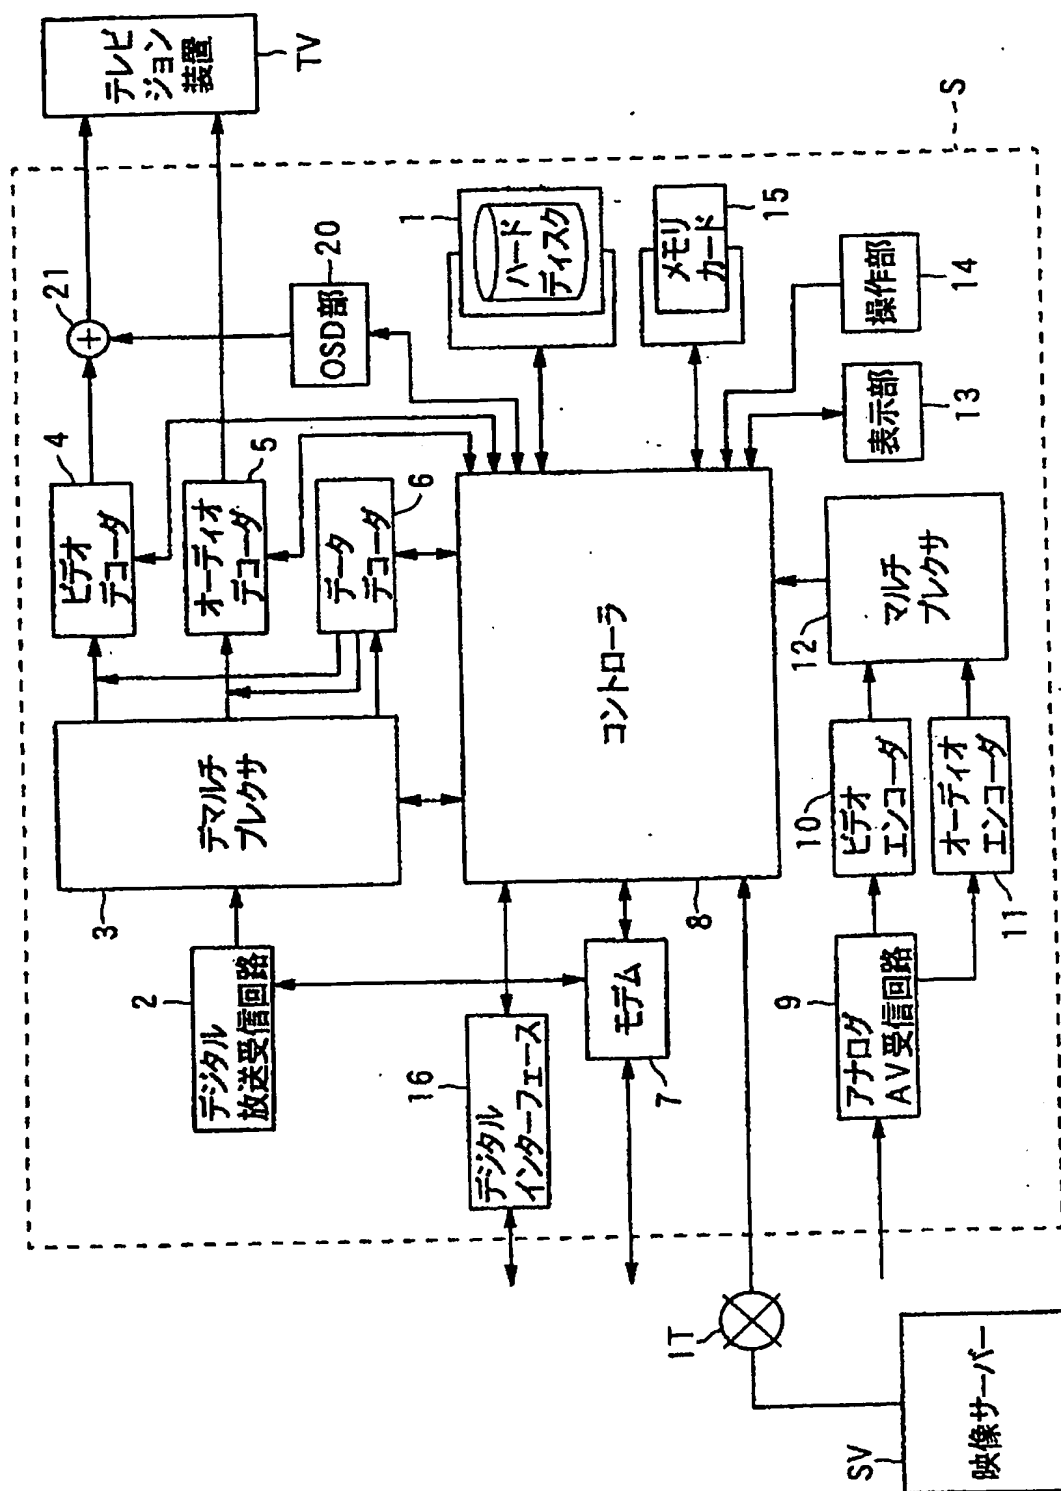 テレビ
ジョン
装置
TV
S
21
4
ビデオ
デコーダ
5
オーディオ
デコーダ
20
OSD部
6
データ
デコーダ
3
デマルチ
プレクサ
2
デジタル
放送受信回路
1
ハード
ディスク
15
メモリ
カード
14
操作部
13
表示部
コントローラ
8
16
デジタル
インターフェース
7
モデム
12
マルチ
プレクサ
10
ビデオ
エンコーダ
11
オーディオ
エンコーダ
9
アナログ
AV受信回路
IT
SV
映像サーバー